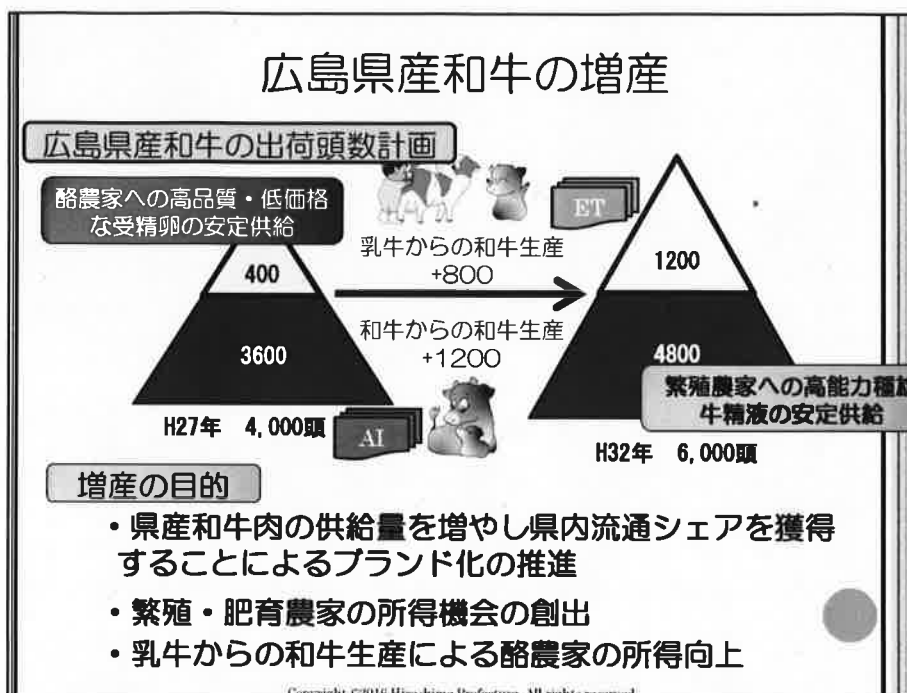 広島県産和牛の増産
広島県産和牛の出荷頭数計画
酪農家への高品質・低価格
な受精卵の安定供給
ET
乳牛からの和牛生産
+800
400
1200
和牛からの和牛生産
+1200
3600
4800
繁殖農家への高能力種雄
牛精液の安定供給
H27年 4,000頭
AI
H32年 6,000頭
増産の目的
・県産和牛肉の供給量を増やし県内流通シェアを獲得
することによるブランド化の推進
・繁殖・肥育農家の所得機会の創出
・乳牛からの和牛生産による酪農家の所得向上
Copyright ©2016 Hiroshima Prefecture. All rights reserved.